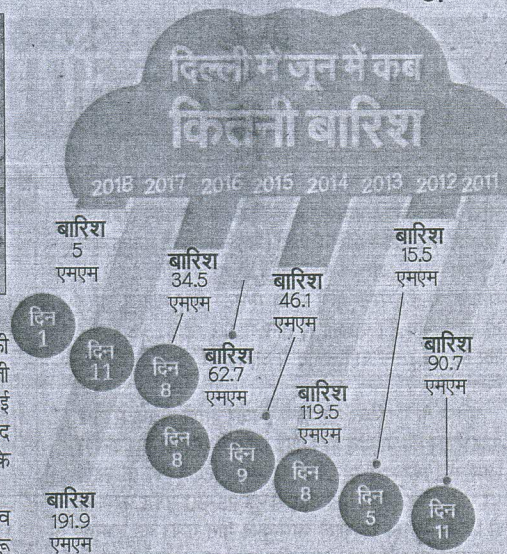 दिल्ली में जून में कब
कितनी बारिश
2018 2017 2016 2015 2014 2013 2012 2011
बारिश
5
एमएम
बारिश
34.5
एमएम
बारिश
46.1
एमएम
बारिश
15.5
एमएम
दिन
1
दिन
11
दिन
8
बारिश
62.7
एमएम
बारिश
119.5
एमएम
बारिश
90.7
एमएम
दिन
8
दिन
9
दिन
8
दिन
5
दिन
11
बारिश
191.9
एमएम